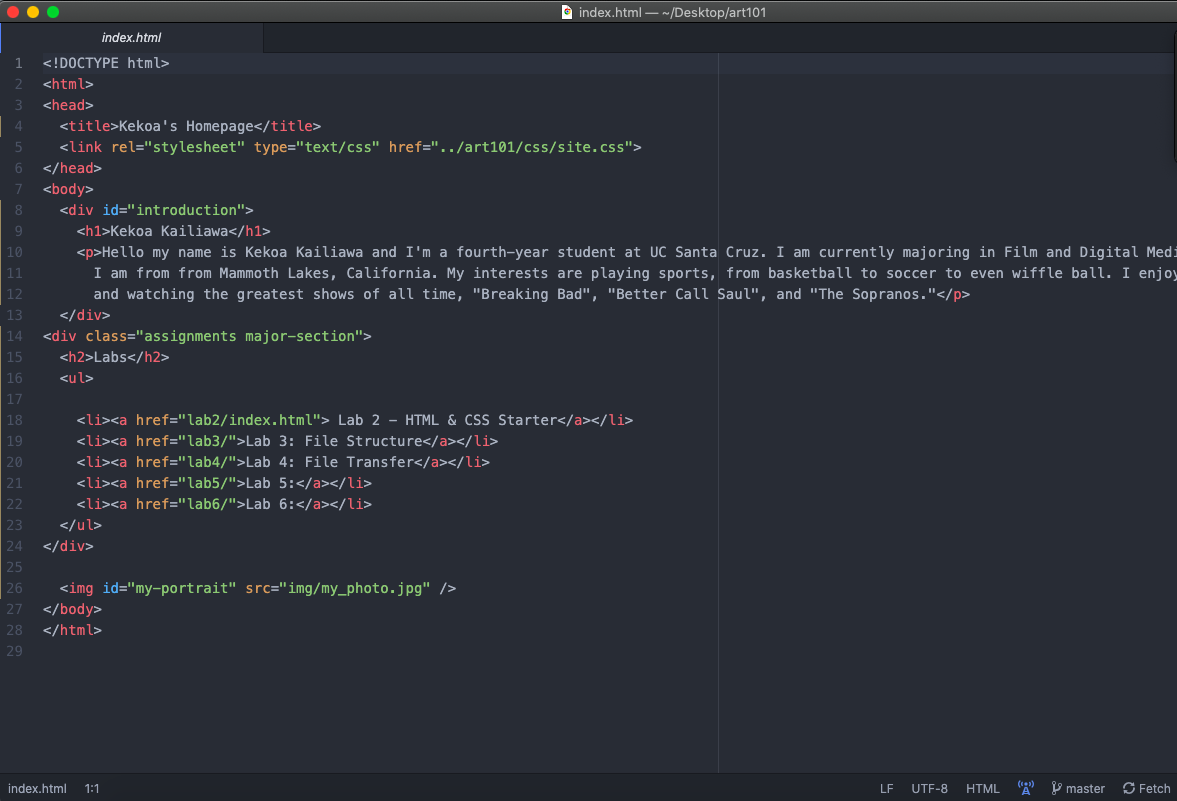 index.html — ~/Desktop/art101
index.html
1 <!DOCTYPE html>
2 <html>
3 <head>
4 <title>Kekoa's Homepage</title>
5 <link rel="stylesheet" type="text/css" href="../art101/css/site.css">
6 </head>
7 <body>
8 <div id="introduction">
9 <h1>Kekoa Kailiawa</h1>
10 <p>Hello my name is Kekoa Kailiawa and I'm a fourth-year student at UC Santa Cruz. I am currently majoring in Film and Digital Medi
11 I am from from Mammoth Lakes, California. My interests are playing sports, from basketball to soccer to even wiffle ball. I enjoy
12 and watching the greatest shows of all time, "Breaking Bad", "Better Call Saul", and "The Sopranos."</p>
13 </div>
14 <div class="assignments major-section">
15 <h2>Labs</h2>
16 <ul>
17
18 <li><a href="lab2/index.html"> Lab 2 - HTML & CSS Starter</a></li>
19 <li><a href="lab3/">Lab 3: File Structure</a></li>
20 <li><a href="lab4/">Lab 4: File Transfer</a></li>
21 <li><a href="lab5/">Lab 5:</a></li>
22 <li><a href="lab6/">Lab 6:</a></li>
23 </ul>
24 </div>
25
26 <img id="my-portrait" src="img/my_photo.jpg" />
27 </body>
28 </html>
29
index.html 1:1 LF UTF-8 HTML master Fetch